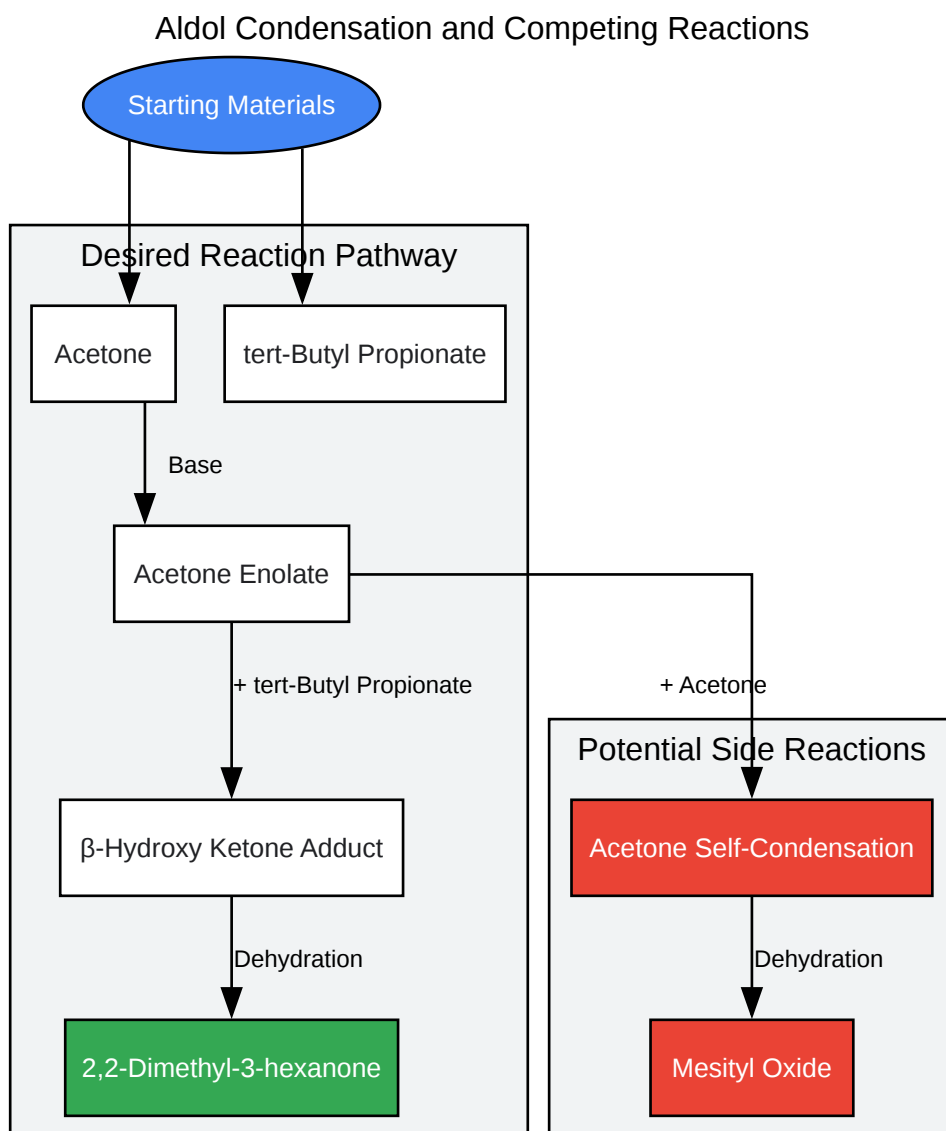 Aldol Condensation and Competing Reactions
Starting Materials
Desired Reaction Pathway
Acetone
tert-Butyl Propionate
Base
Acetone Enolate
+ tert-Butyl Propionate
+ Acetone
Potential Side Reactions
β-Hydroxy Ketone Adduct
Acetone Self-Condensation
Dehydration
Dehydration
2,2-Dimethyl-3-hexanone
Mesityl Oxide